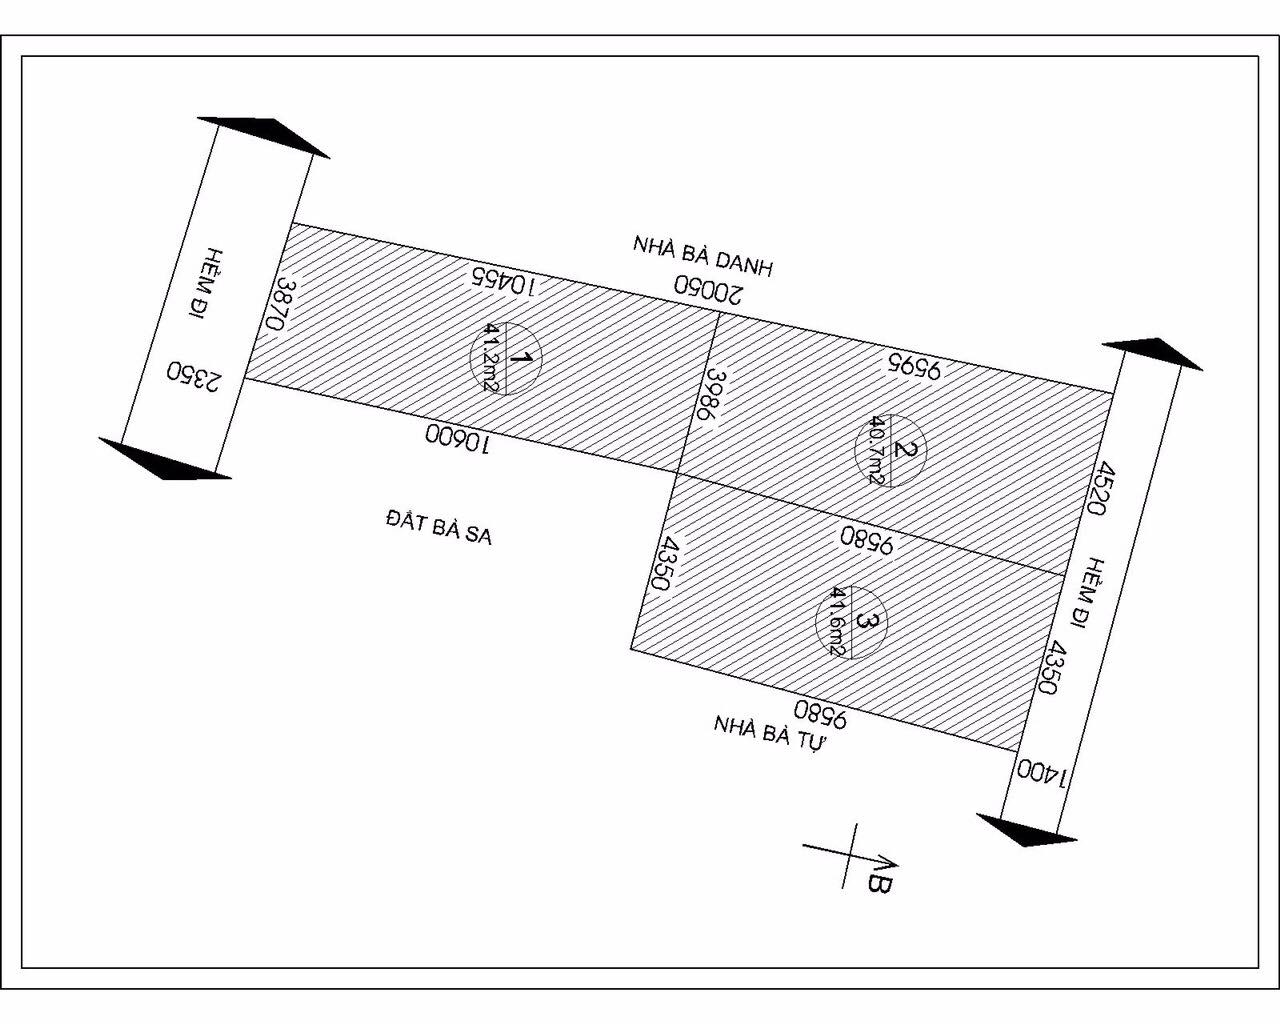 NHÀ BÀ DANH
20050
10455
9595
HẺM ĐI
3870
2350
1
41.2m2
3986
2
40.7m2
4520
10600
ĐẤT BÀ SA
9580
4350
3
41.6m2
HẺM ĐI
4350
9580
NHÀ BÀ TỰ
1400
B